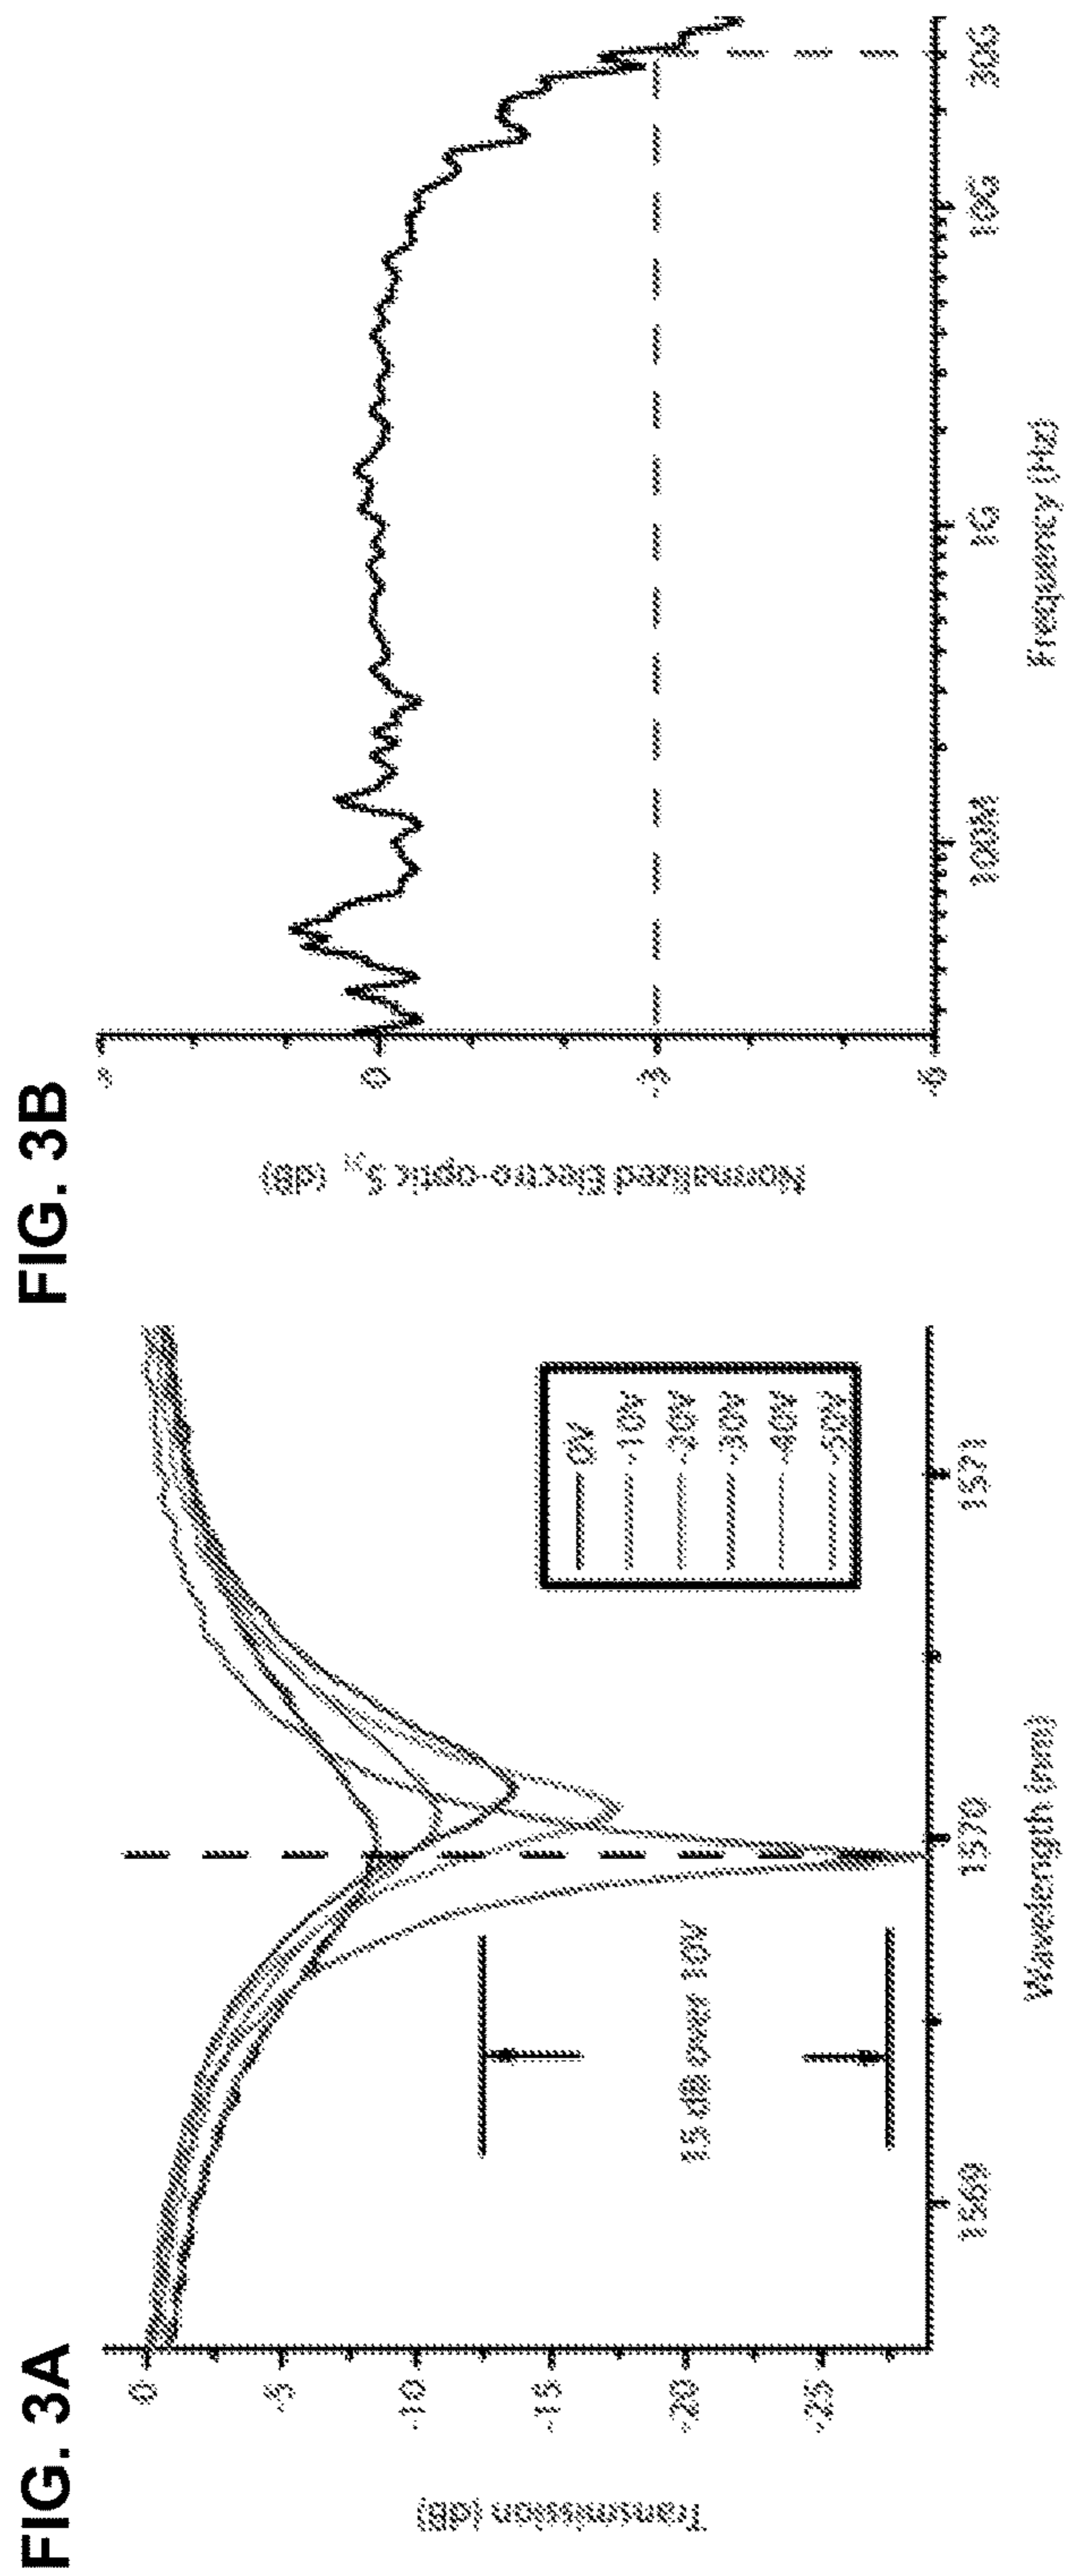 FIG. 3A
Transmission (dB)
0
-5
-10
-15
-20
-25
15 dB over 10V
0V
-10V
-20V
-30V
-40V
-50V
1569
1570
1571
Wavelength (nm)
FIG. 3B
Normalized Electro-optic S21 (dB)
3
0
-3
-6
100M
1G
10G
30G
Frequency (Hz)